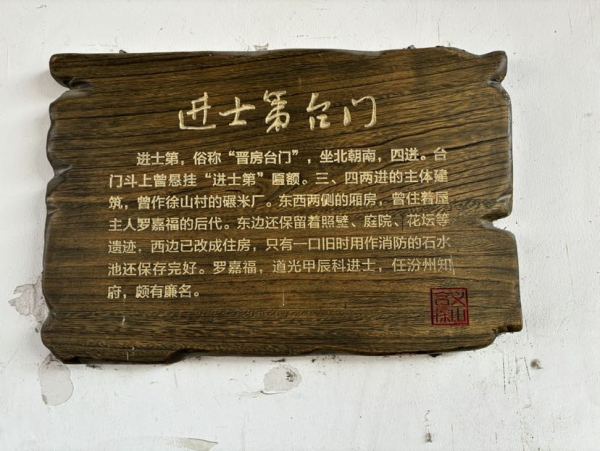 进士第台门
进士第，俗称“晋房台门”，坐北朝南，四进。台
门斗上曾悬挂“进士第”匾额。三、四两进的主体建
筑，曾作徐山村的碾米厂。东西两侧的厢房，曾住着屋
主人罗嘉福的后代。东边还保留着照壁、庭院、花坛等
遗迹，西边已改成住房，只有一口旧时用作消防的石水
池还保存完好。罗嘉福，道光甲辰科进士，任汾州知
府，颇有廉名。